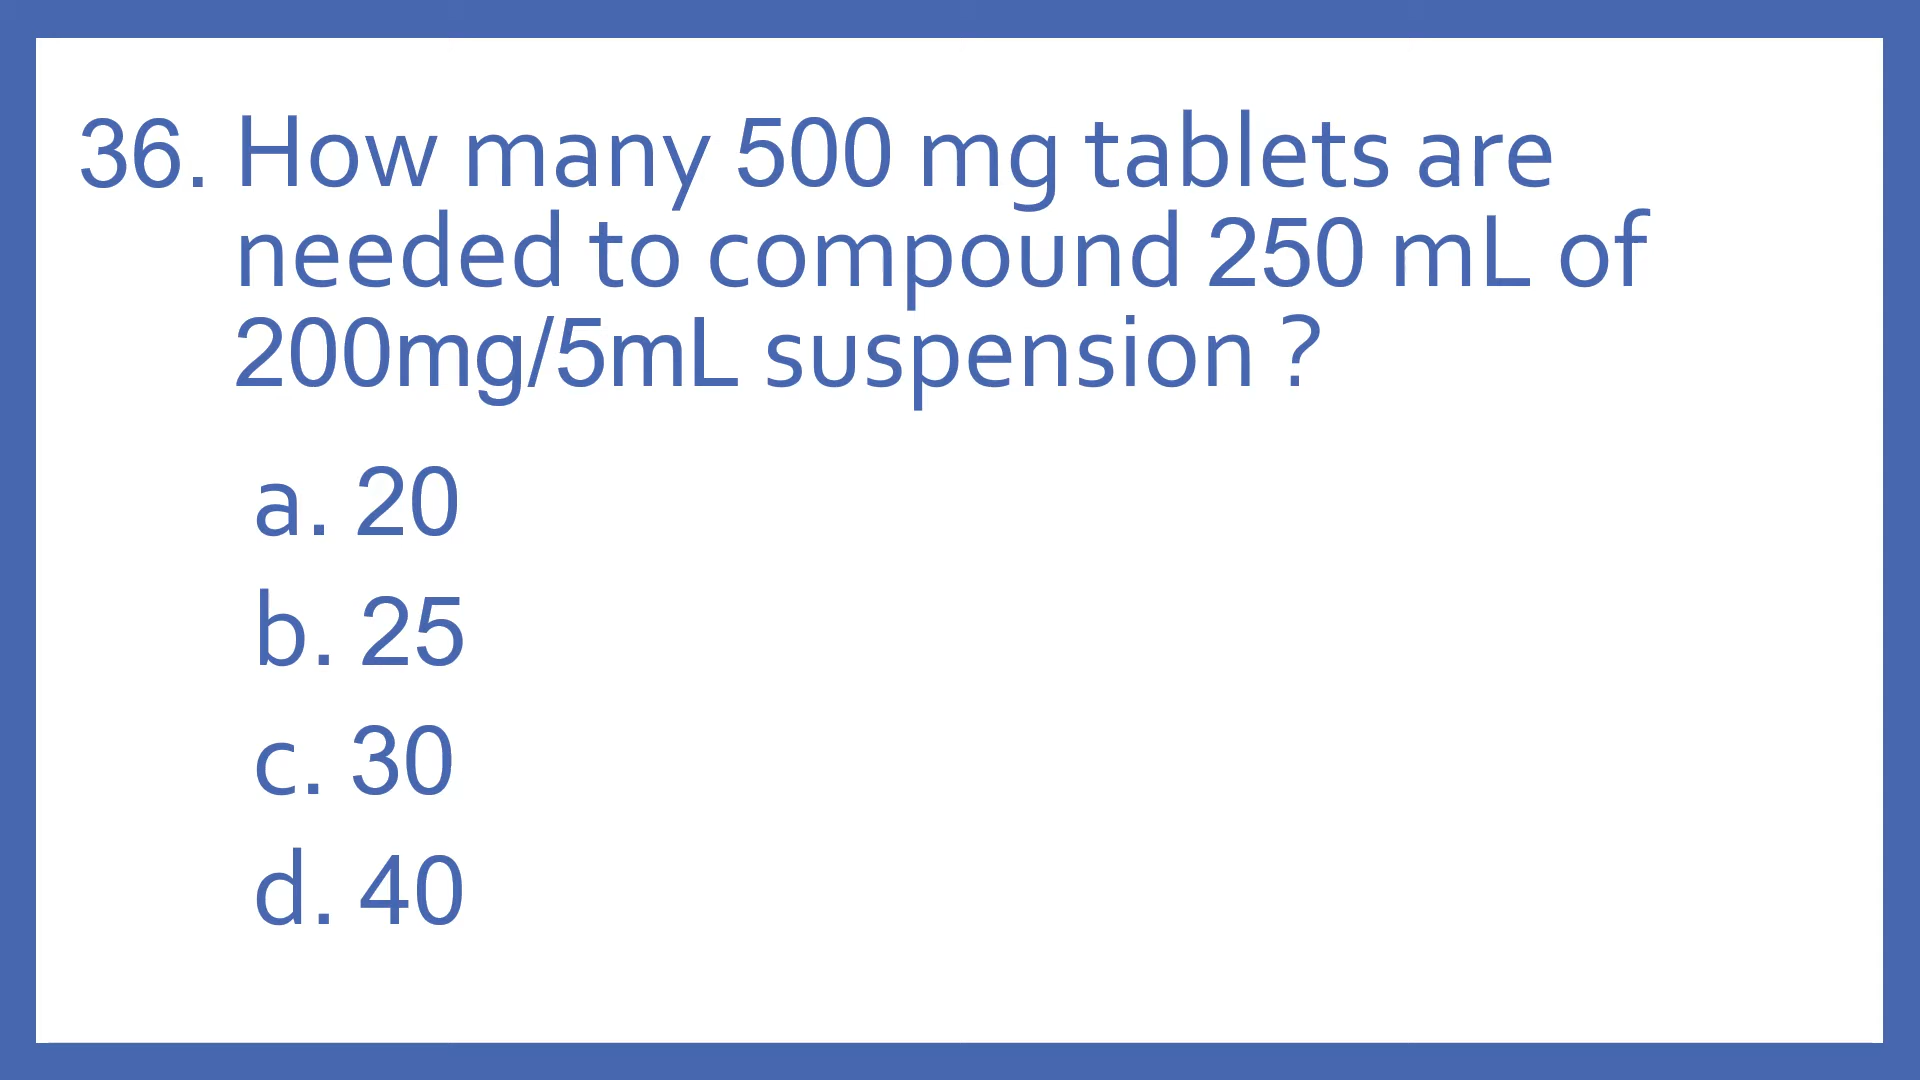 36. How many 500 mg tablets are
needed to compound 250 mL of
200mg/5mL suspension ?
a. 20
b. 25
c. 30
d. 40